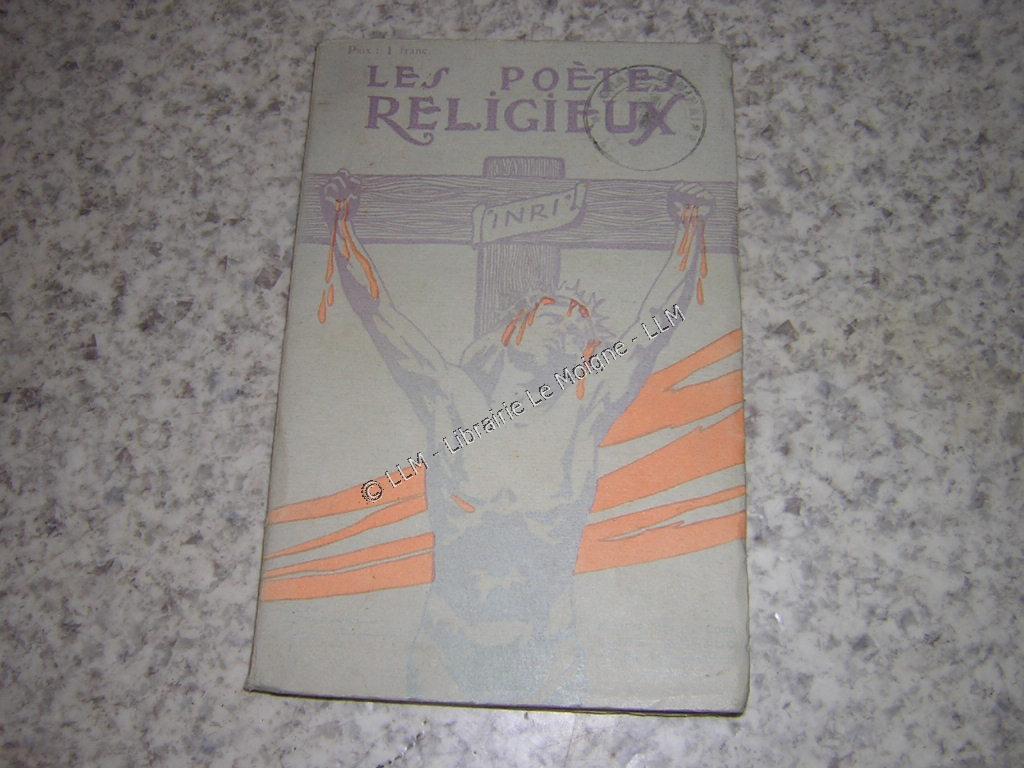 Prix : 1 franc.
LES POÈTES
RELIGIEUX
INRI
© LLM - Librairie Le Moigne - LLM